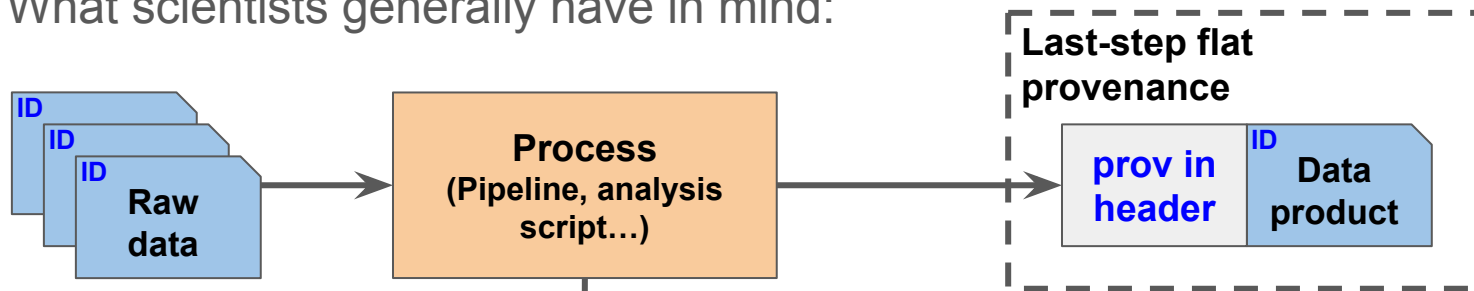 What scientists generally have in mind:
Last-step flat
provenance
ID
ID
ID
Raw
data
Process
(Pipeline, analysis
script…)
prov in
header
ID
Data
product